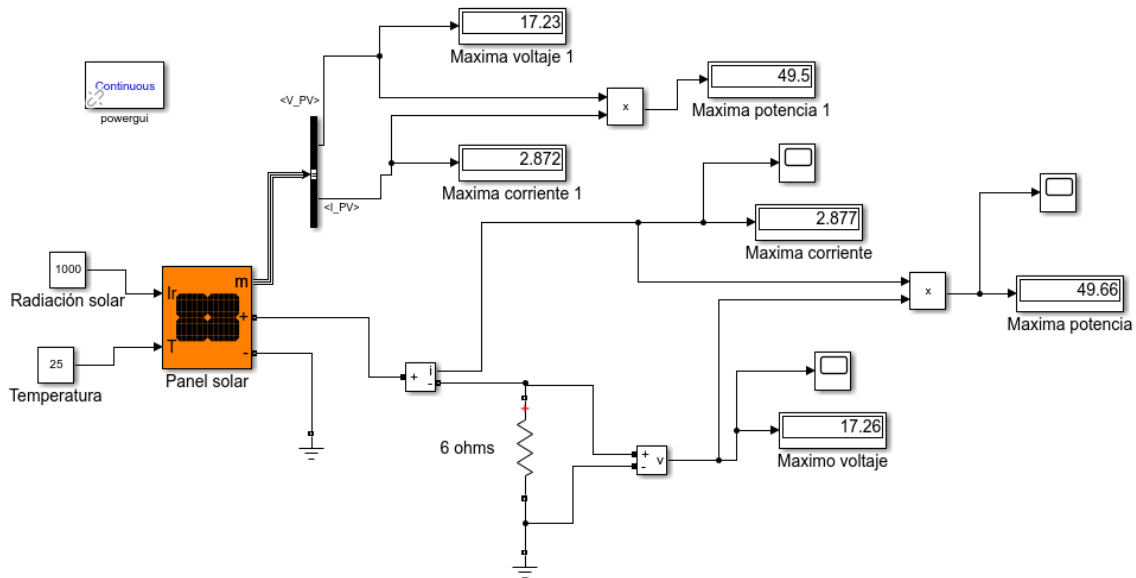 17.23
Maxima voltaje 1
Continuous
powergui
<V_PV>
x
49.5
Maxima potencia 1
2.872
Maxima corriente 1
<I_PV>
2.877
Maxima corriente
1000
Radiación solar
Ir
m
+
T
-
Panel solar
25
Temperatura
x
49.66
Maxima potencia
+
i
-
+
6 ohms
+
-
v
17.26
Maximo voltaje